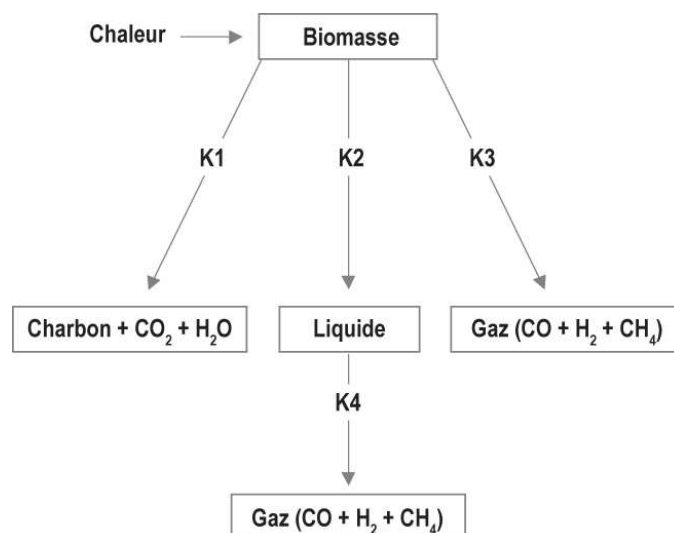 Chaleur
Biomasse
K1
K2
K3
Charbon + CO₂ + H₂O
Liquide
Gaz (CO + H₂ + CH₄)
K4
Gaz (CO + H₂ + CH₄)